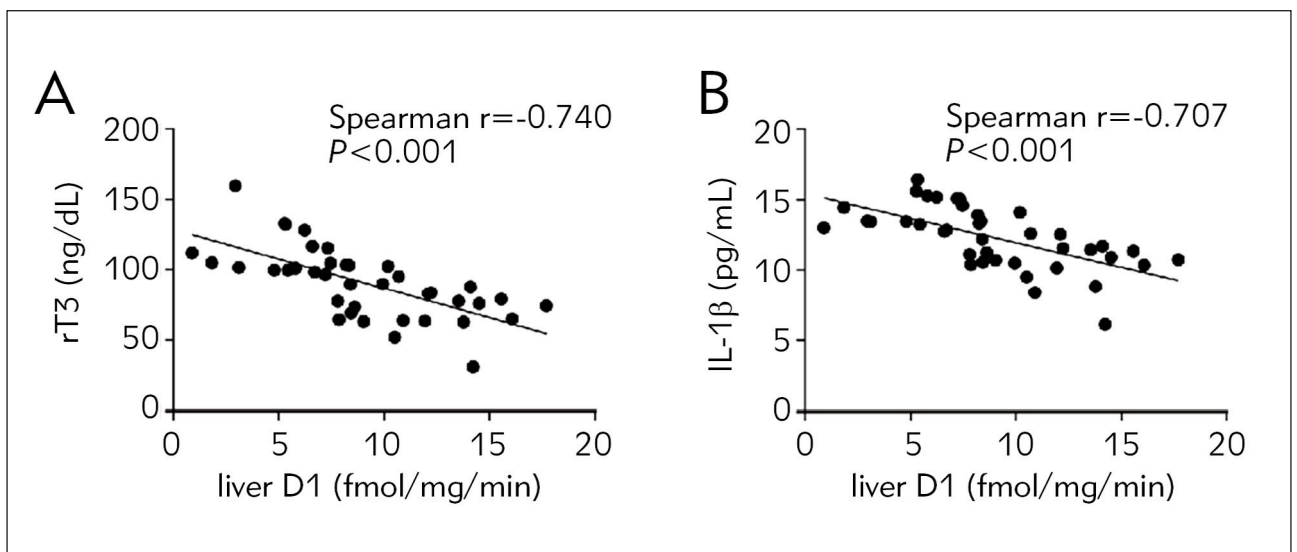 A
Spearman r=-0.740
P<0.001
200
150
100
50
0
rT3 (ng/dL)
0 5 10 15 20
liver D1 (fmol/mg/min)
B
Spearman r=-0.707
P<0.001
20
15
10
5
0
IL-1β (pg/mL)
0 5 10 15 20
liver D1 (fmol/mg/min)